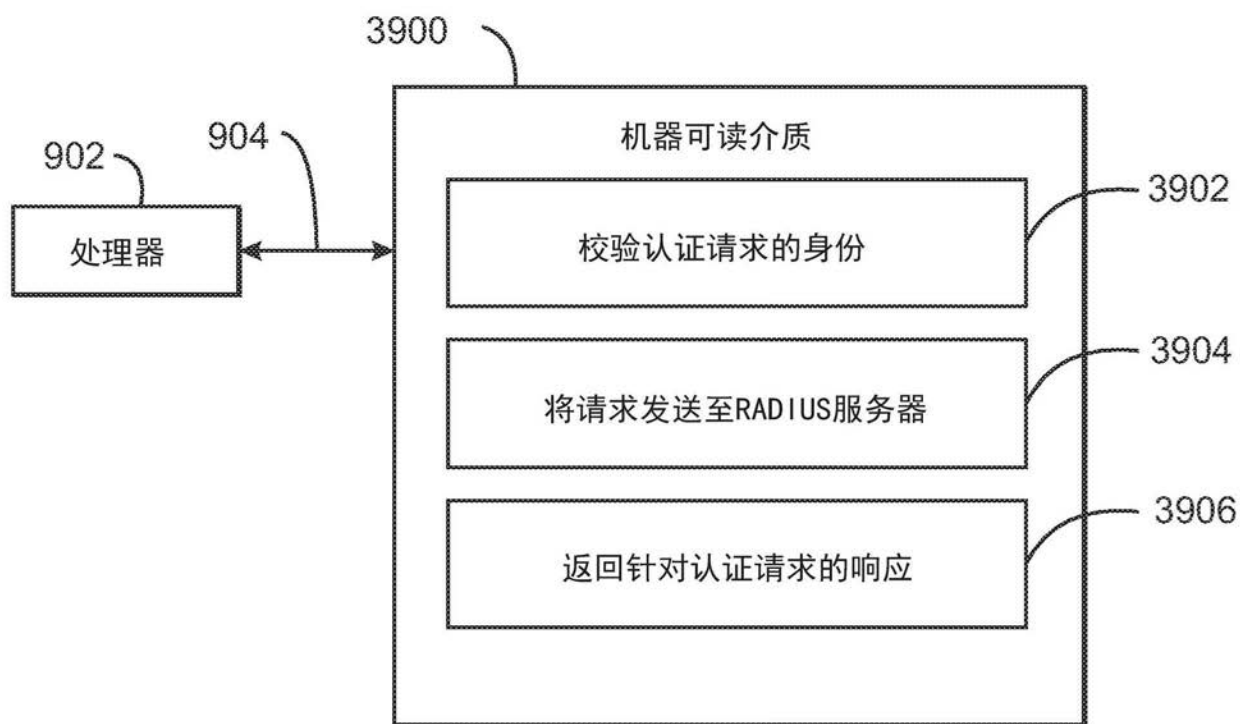 3900
机器可读介质
904
902
处理器
3902
校验认证请求的身份
3904
将请求发送至RADIUS服务器
3906
返回针对认证请求的响应